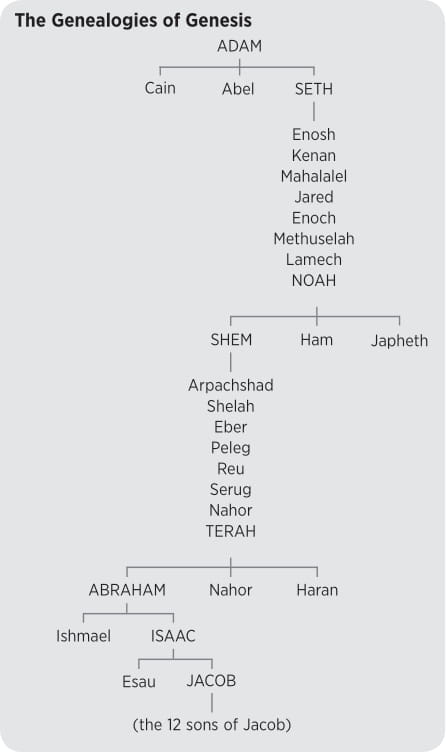 The Genealogies of Genesis
ADAM
Cain Abel SETH
Enosh
Kenan
Mahalalel
Jared
Enoch
Methuselah
Lamech
NOAH
SHEM Ham Japheth
Arpachshad
Shelah
Eber
Peleg
Reu
Serug
Nahor
TERAH
ABRAHAM Nahor Haran
Ishmael ISAAC
Esau JACOB
(the 12 sons of Jacob)